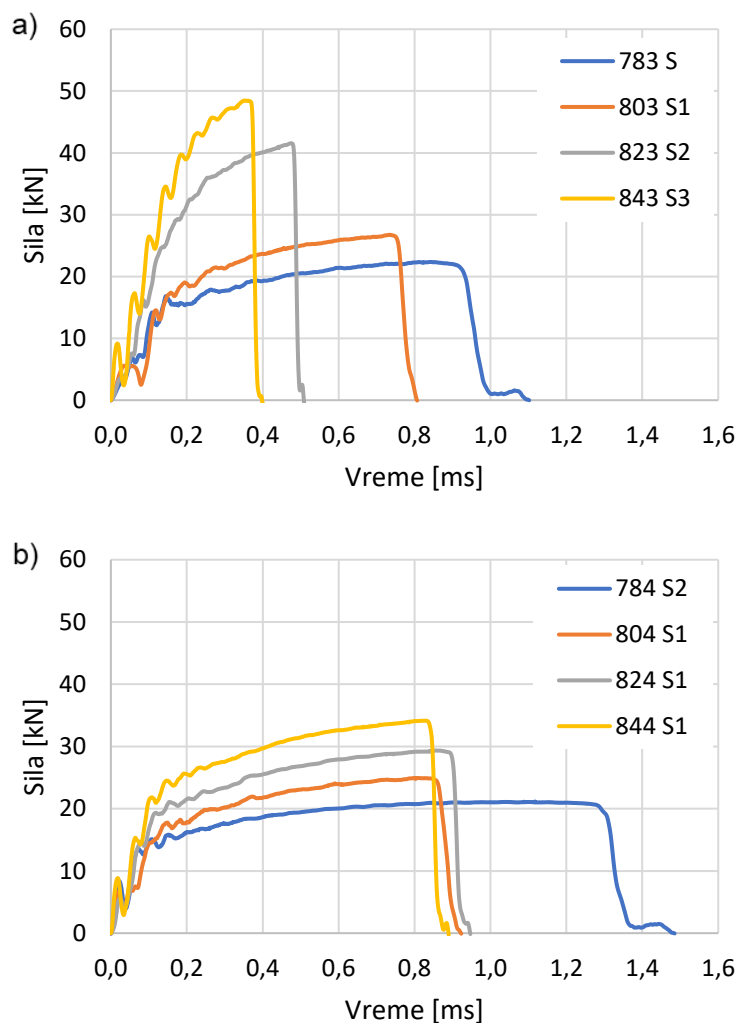 a)
60
50
40
30
20
10
0
Sila [kN]
783 S
803 S1
823 S2
843 S3
0,0 0,2 0,4 0,6 0,8 1,0 1,2 1,4 1,6
Vreme [ms]
b)
60
50
40
30
20
10
0
Sila [kN]
784 S2
804 S1
824 S1
844 S1
0,0 0,2 0,4 0,6 0,8 1,0 1,2 1,4 1,6
Vreme [ms]